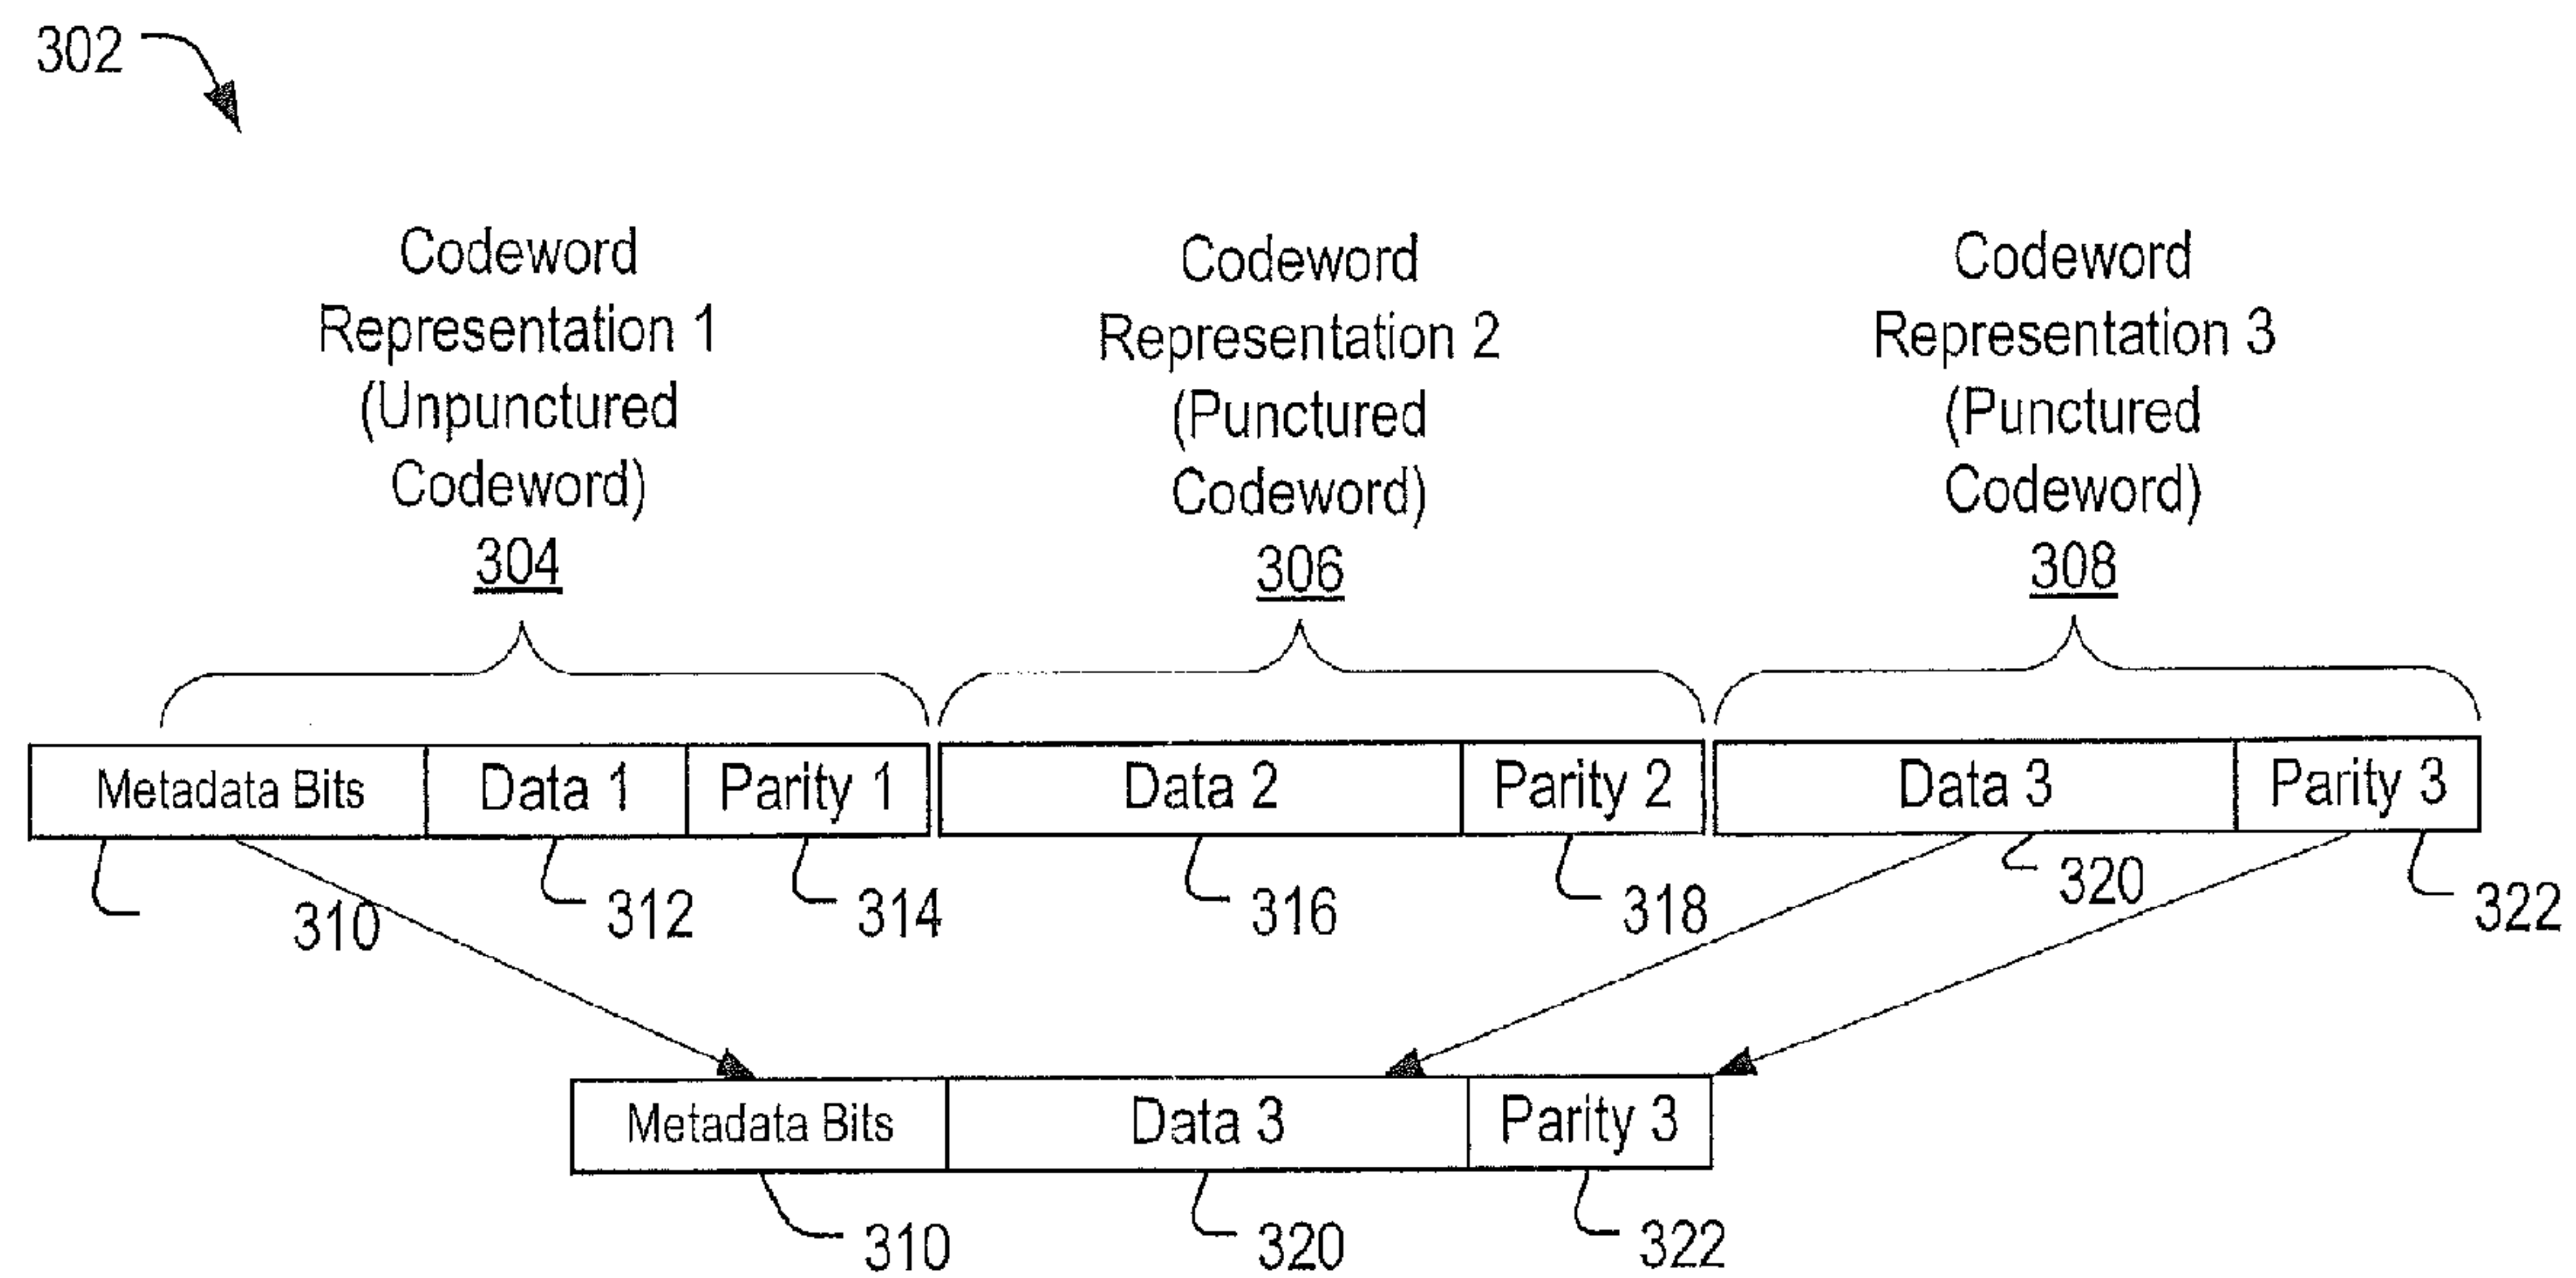 302
Codeword
Representation 1
(Unpunctured
Codeword)
304
Codeword
Representation 2
(Punctured
Codeword)
306
Codeword
Representation 3
(Punctured
Codeword)
308
Metadata Bits Data 1 Parity 1 Data 2 Parity 2 Data 3 Parity 3
310 312 314 316 318 320 322
Metadata Bits Data 3 Parity 3
310 320 322